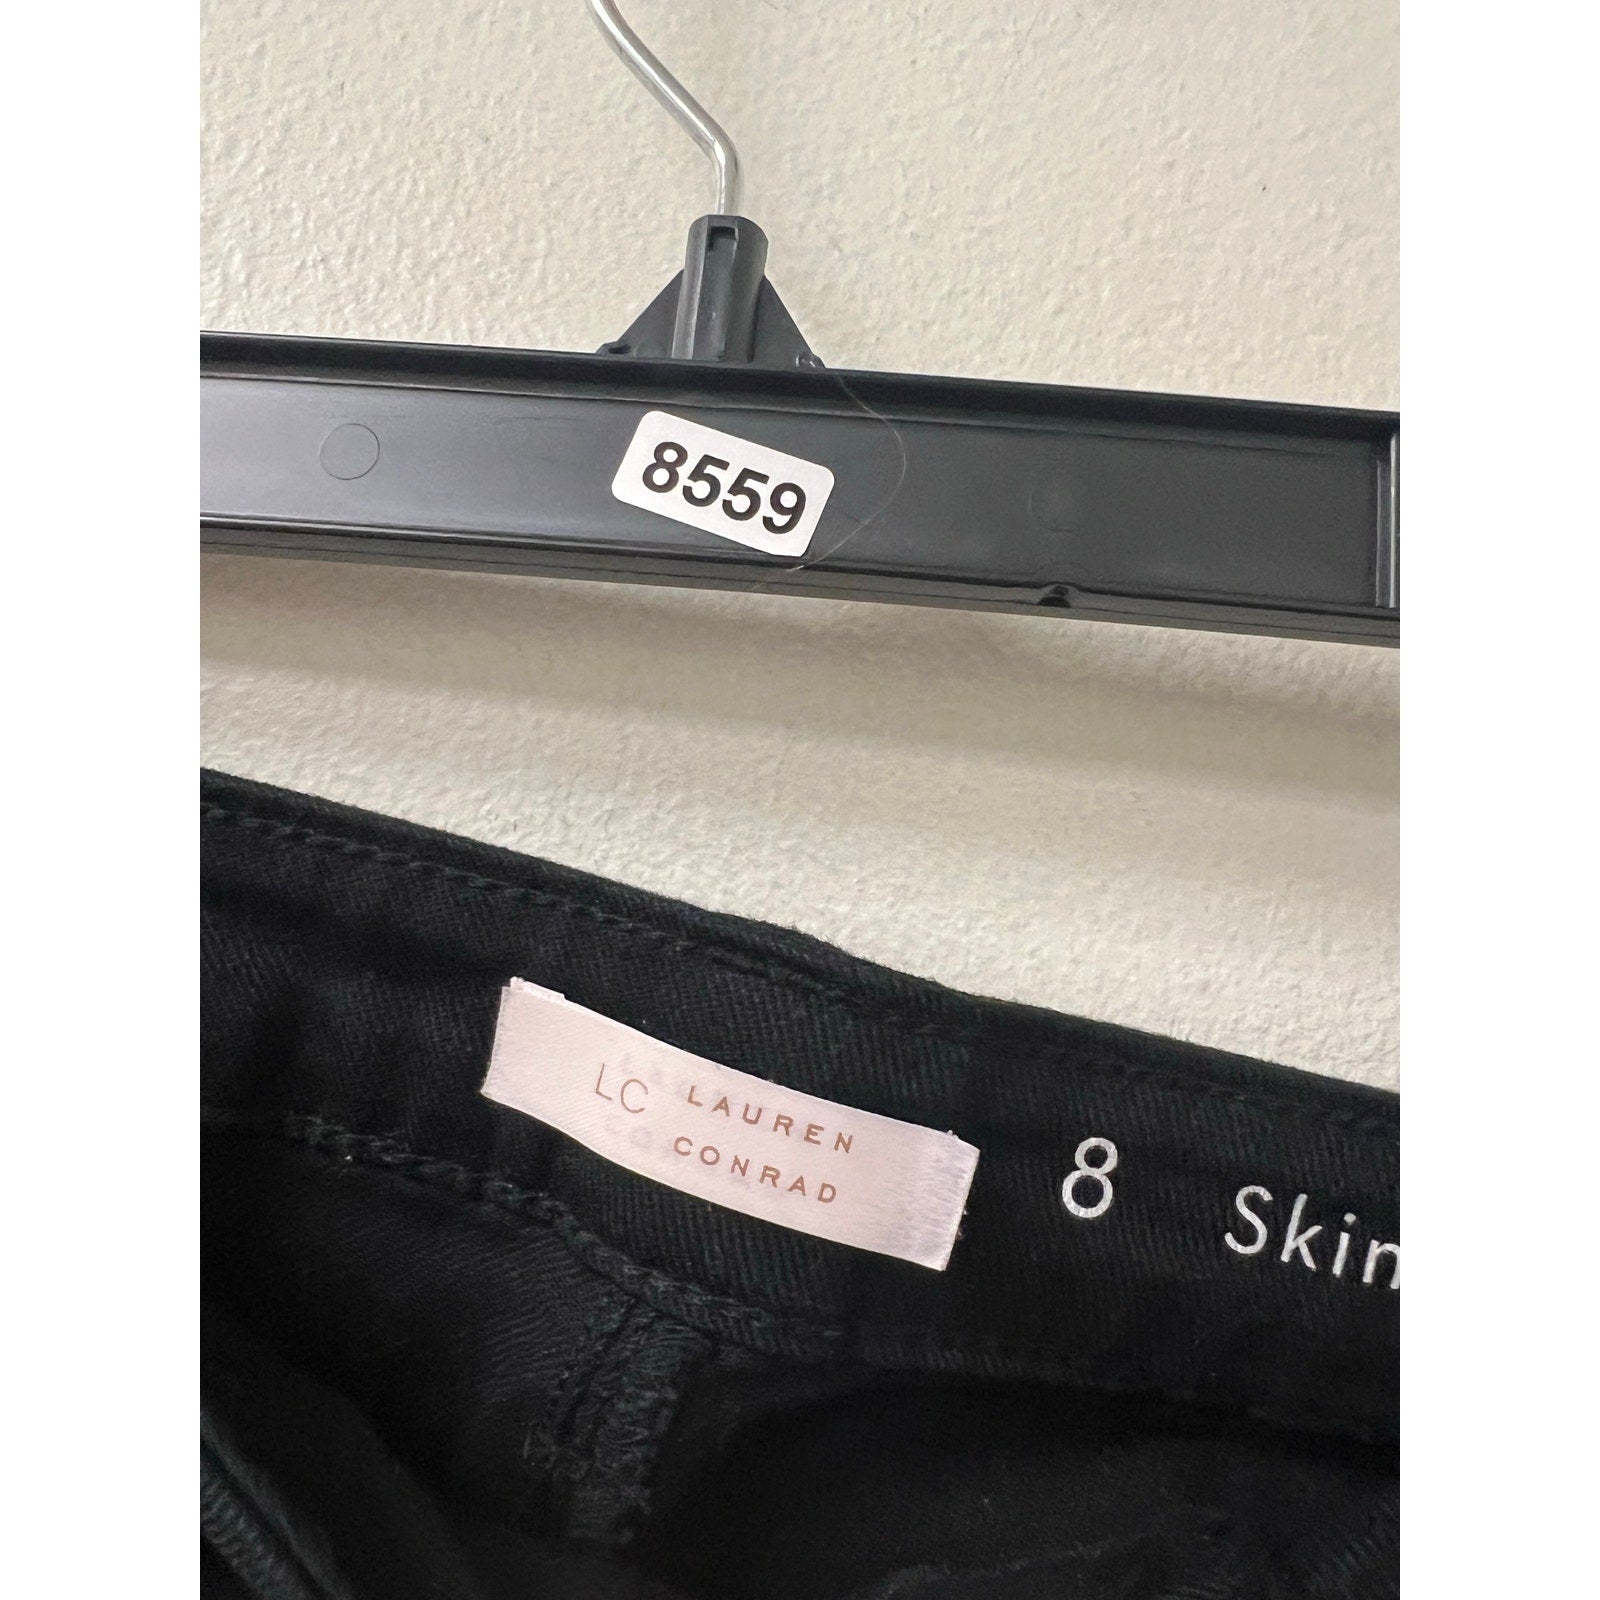 8559
LC LAUREN
CONRAD
8 Skin